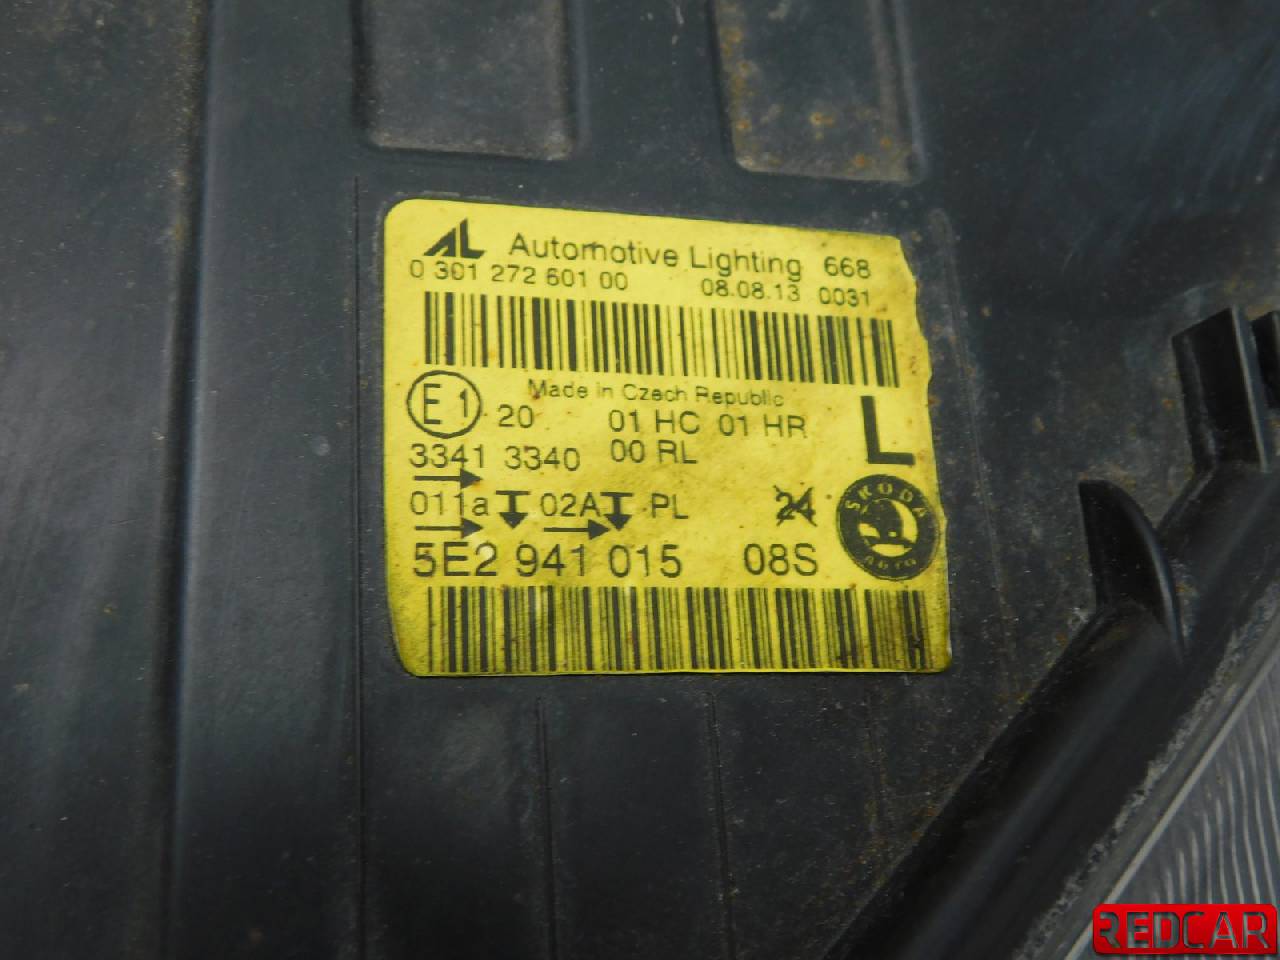 AL Automotive Lighting 668
0 301 272 601 00 08.08.13 0031
Made in Czech Republic
E1 20 01 HC 01 HR L
3341 3340 00 RL
011a 02A PL 24
ŠKODA
AUTO
5E2 941 015 08S
REDCAR